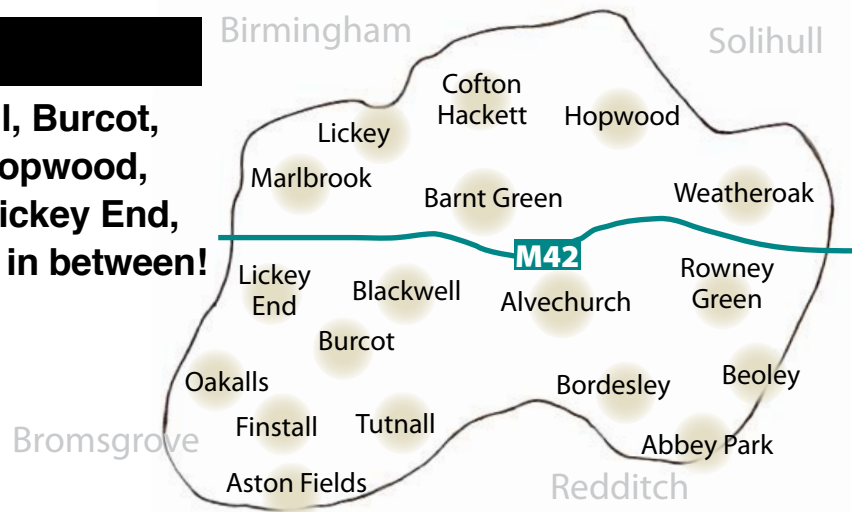 Birmingham
Solihull
l, Burcot,
opwood,
ickey End,
in between!
Cofton
Hackett
Hopwood
Lickey
Marlbrook
Barnt Green
Weatheroak
M42
Lickey
End
Blackwell
Alvechurch
Rowney
Green
Burcot
Oakalls
Bordesley
Beoley
Finstall
Tutnall
Bromsgrove
Abbey Park
Aston Fields
Redditch